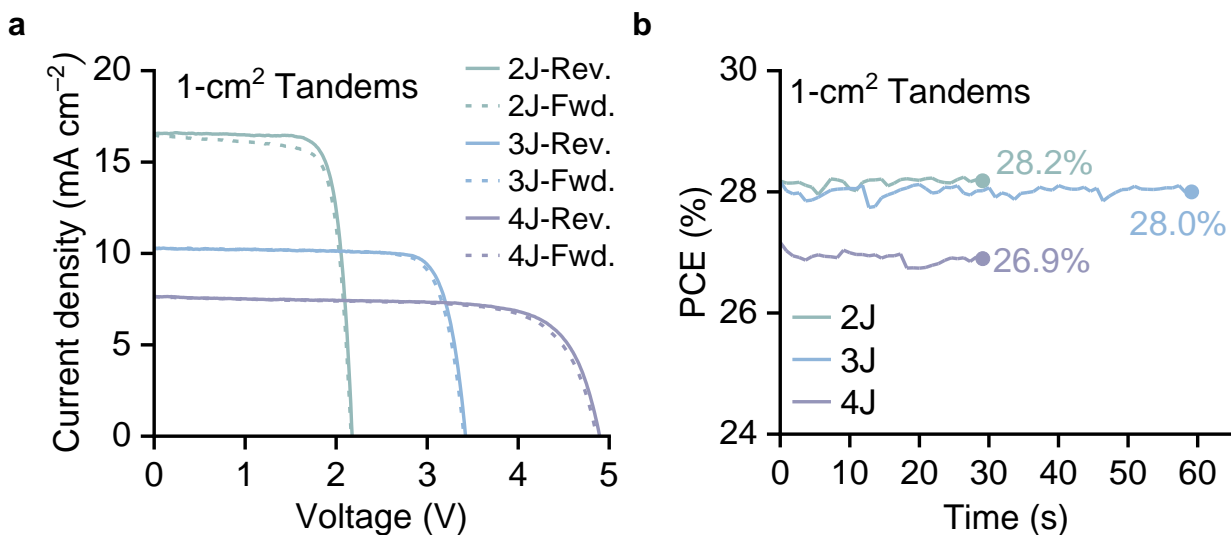 a
1-cm² Tandems
2J-Rev.
2J-Fwd.
3J-Rev.
3J-Fwd.
4J-Rev.
4J-Fwd.
Current density (mA cm⁻²)
20
15
10
5
0
0 1 2 3 4 5
Voltage (V)
b
1-cm² Tandems
28.2%
28.0%
26.9%
2J
3J
4J
PCE (%)
30
28
26
24
0 10 20 30 40 50 60
Time (s)